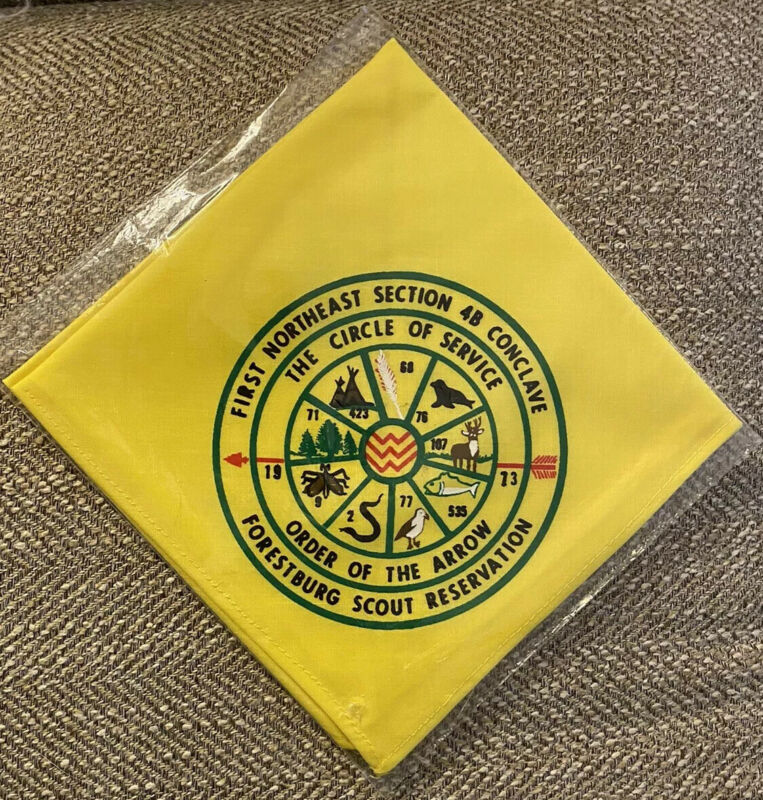 FIRST NORTHEAST SECTION 4B CONCLAVE
THE CIRCLE OF SERVICE
68
76
107
535
77
2
9
71
423
19 73
ORDER OF THE ARROW
FORESTBURG SCOUT RESERVATION